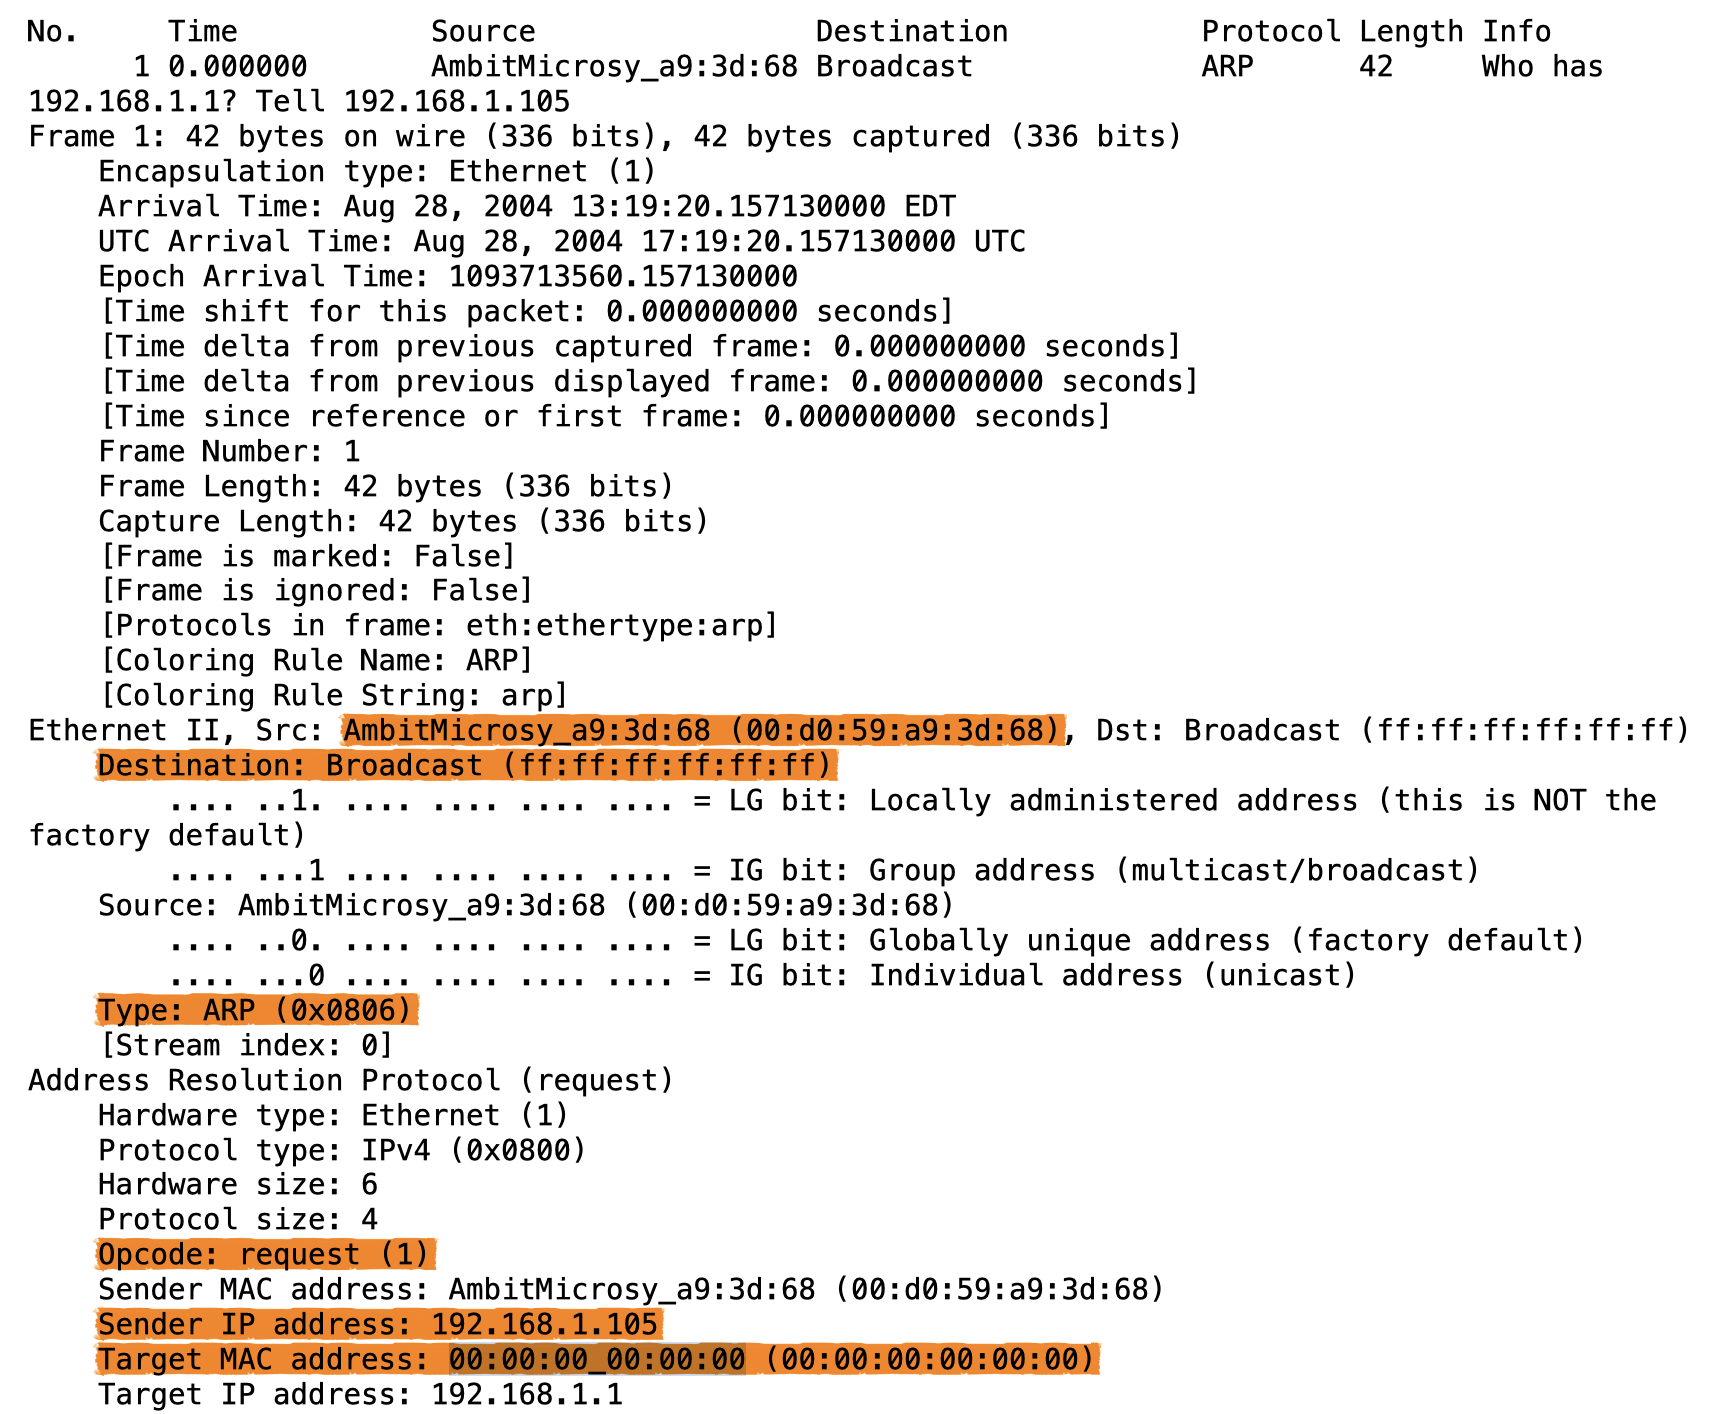 No. Time Source Destination Protocol Length Info
1 0.000000 AmbitMicrosy_a9:3d:68 Broadcast ARP 42 Who has
192.168.1.1? Tell 192.168.1.105
Frame 1: 42 bytes on wire (336 bits), 42 bytes captured (336 bits)
Encapsulation type: Ethernet (1)
Arrival Time: Aug 28, 2004 13:19:20.157130000 EDT
UTC Arrival Time: Aug 28, 2004 17:19:20.157130000 UTC
Epoch Arrival Time: 1093713560.157130000
[Time shift for this packet: 0.000000000 seconds]
[Time delta from previous captured frame: 0.000000000 seconds]
[Time delta from previous displayed frame: 0.000000000 seconds]
[Time since reference or first frame: 0.000000000 seconds]
Frame Number: 1
Frame Length: 42 bytes (336 bits)
Capture Length: 42 bytes (336 bits)
[Frame is marked: False]
[Frame is ignored: False]
[Protocols in frame: eth:ethertype:arp]
[Coloring Rule Name: ARP]
[Coloring Rule String: arp]
Ethernet II, Src: AmbitMicrosy_a9:3d:68 (00:d0:59:a9:3d:68), Dst: Broadcast (ff:ff:ff:ff:ff:ff)
Destination: Broadcast (ff:ff:ff:ff:ff:ff)
.... ..1. .... .... .... .... = LG bit: Locally administered address (this is NOT the
factory default)
.... ...1 .... .... .... .... = IG bit: Group address (multicast/broadcast)
Source: AmbitMicrosy_a9:3d:68 (00:d0:59:a9:3d:68)
.... ..0. .... .... .... .... = LG bit: Globally unique address (factory default)
.... ...0 .... .... .... .... = IG bit: Individual address (unicast)
Type: ARP (0x0806)
[Stream index: 0]
Address Resolution Protocol (request)
Hardware type: Ethernet (1)
Protocol type: IPv4 (0x0800)
Hardware size: 6
Protocol size: 4
Opcode: request (1)
Sender MAC address: AmbitMicrosy_a9:3d:68 (00:d0:59:a9:3d:68)
Sender IP address: 192.168.1.105
Target MAC address: 00:00:00_00:00:00 (00:00:00:00:00:00)
Target IP address: 192.168.1.1